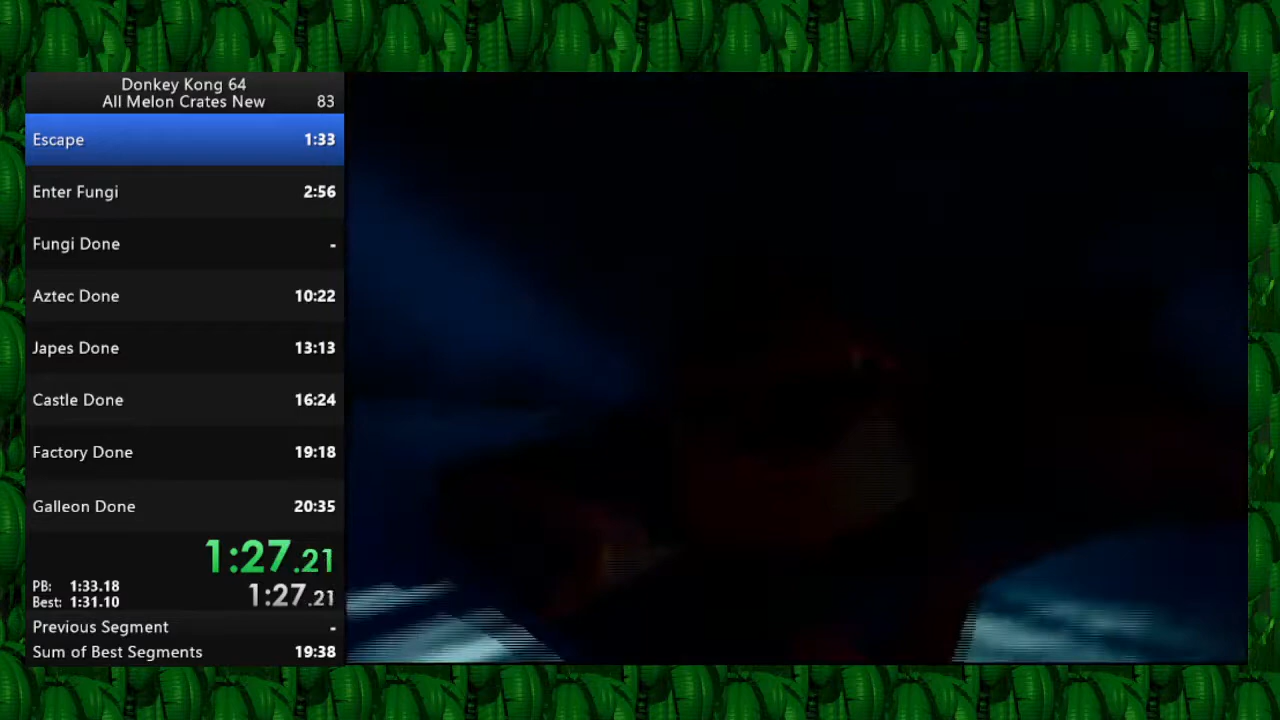 Donkey Kong 64
All Melon Crates New 83
Escape 1:33
Enter Fungi 2:56
Fungi Done -
Aztec Done 10:22
Japes Done 13:13
Castle Done 16:24
Factory Done 19:18
Galleon Done 20:35
1:27.21
PB: 1:33.18
Best: 1:31.10 1:27.21
Previous Segment -
Sum of Best Segments 19:38